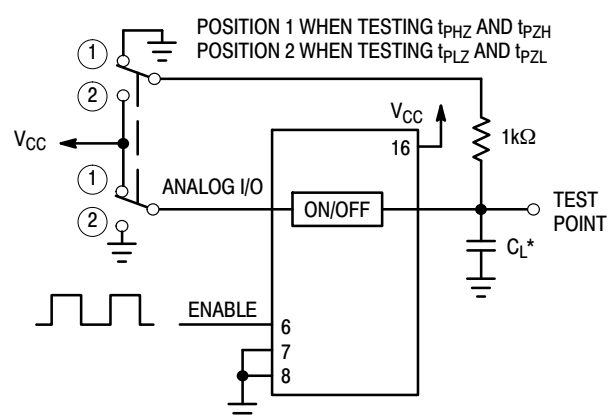 POSITION 1 WHEN TESTING tPHZ AND tPZH
POSITION 2 WHEN TESTING tPLZ AND tPZL
1
2
VCC
VCC
16
1kΩ
1
ANALOG I/O
ON/OFF
TEST
POINT
2
CL*
ENABLE
6
7
8